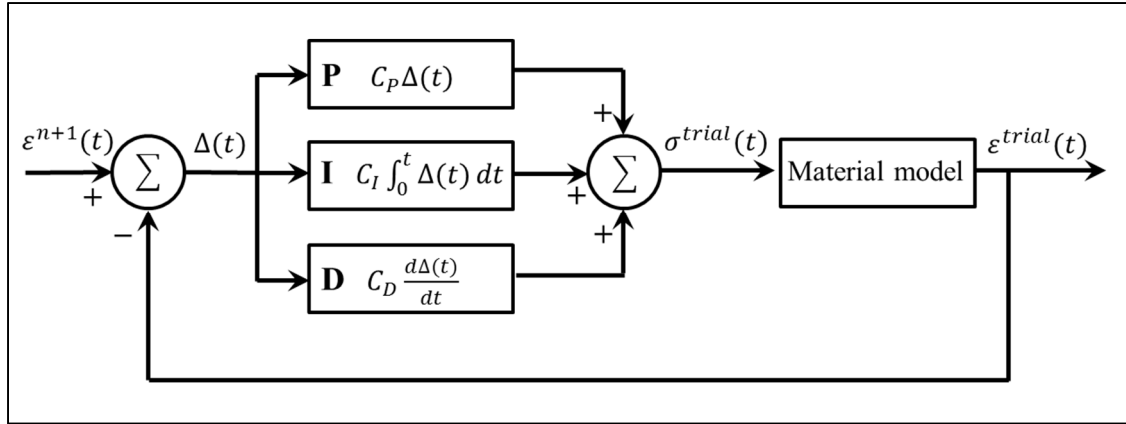 P C_P Δ(t)
+
ε^{n+1}(t)
Δ(t)
σ^{trial}(t)
ε^{trial}(t)
Σ
I C_I ∫_0^t Δ(t) dt
Σ
Material model
+
+
−
+
D C_D dΔ(t)/dt